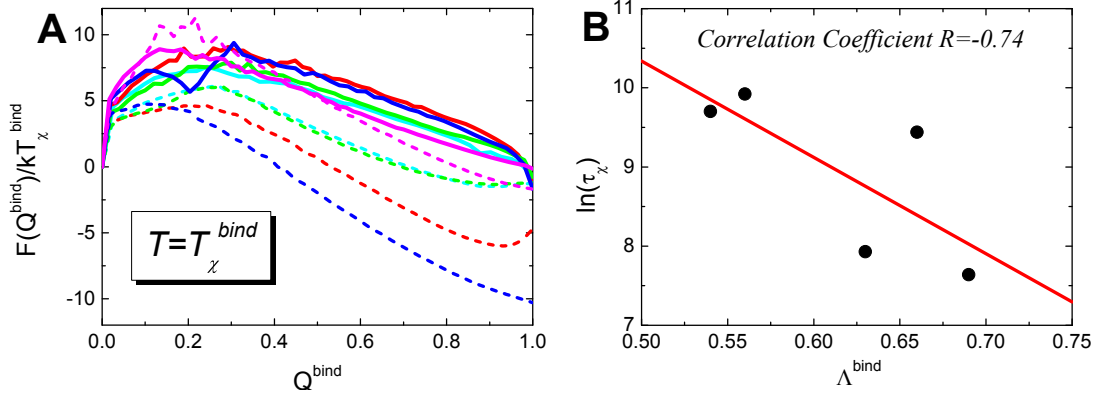 A
F(Q^bind)/kT_χ^bind
10
5
0
-5
-10
T=T_χ^bind
0.0 0.2 0.4 0.6 0.8 1.0
Q^bind
B
Correlation Coefficient R=-0.74
ln(τ_χ)
11
10
9
8
7
0.50 0.55 0.60 0.65 0.70 0.75
Λ^bind